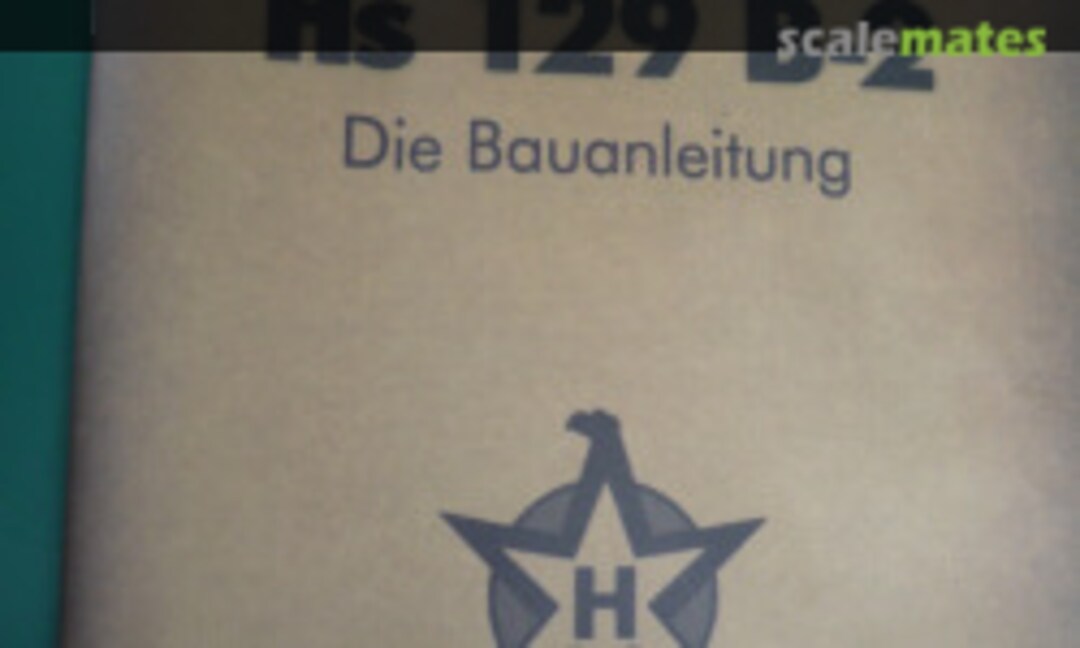 Hs 129 B-2
scalemates
Die Bauanleitung
H